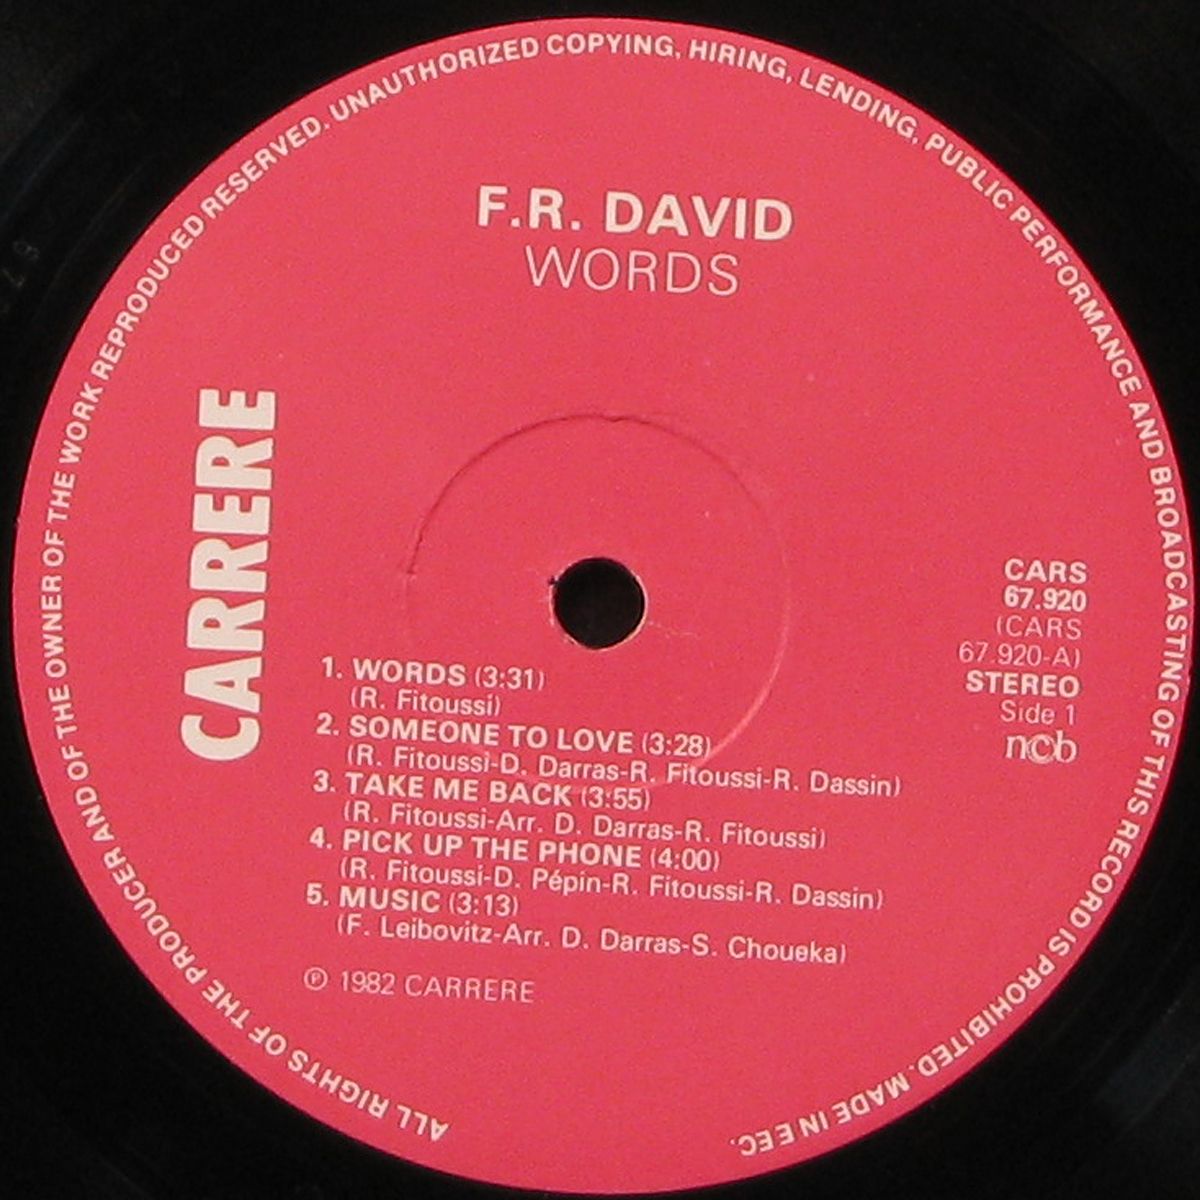 ALL RIGHTS OF THE PRODUCER AND OF THE OWNER OF THE WORK REPRODUCED RESERVED. UNAUTHORIZED COPYING, HIRING, LENDING, PUBLIC PERFORMANCE AND BROADCASTING OF THIS RECORD IS PROHIBITED. MADE IN EEC.
F.R. DAVID
WORDS
CARRERE
CARS
67.920
(CARS
67.920-A)
STEREO
Side 1
ncb
1. WORDS (3:31)
(R. Fitoussi)
2. SOMEONE TO LOVE (3:28)
(R. Fitoussi-D. Darras-R. Fitoussi-R. Dassin)
3. TAKE ME BACK (3:55)
(R. Fitoussi-Arr. D. Darras-R. Fitoussi)
4. PICK UP THE PHONE (4:00)
(R. Fitoussi-D. Pépin-R. Fitoussi-R. Dassin)
5. MUSIC (3:13)
(F. Leibovitz-Arr. D. Darras-S. Choueka)
℗ 1982 CARRERE